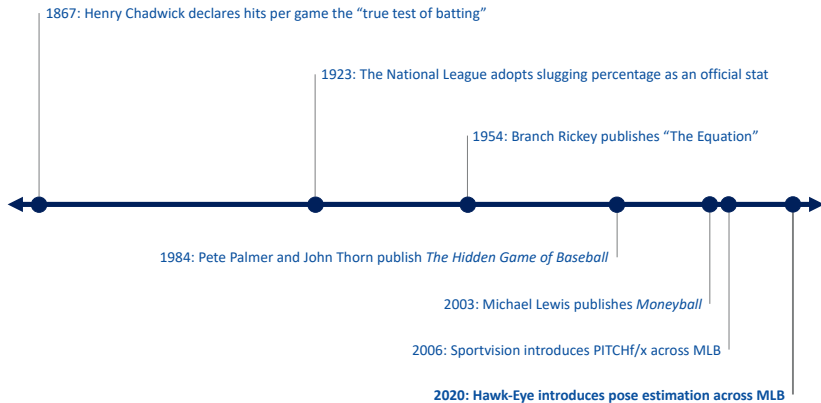 1867: Henry Chadwick declares hits per game the “true test of batting”
1923: The National League adopts slugging percentage as an official stat
1954: Branch Rickey publishes “The Equation”
1984: Pete Palmer and John Thorn publish The Hidden Game of Baseball
2003: Michael Lewis publishes Moneyball
2006: Sportvision introduces PITCHf/x across MLB
2020: Hawk-Eye introduces pose estimation across MLB